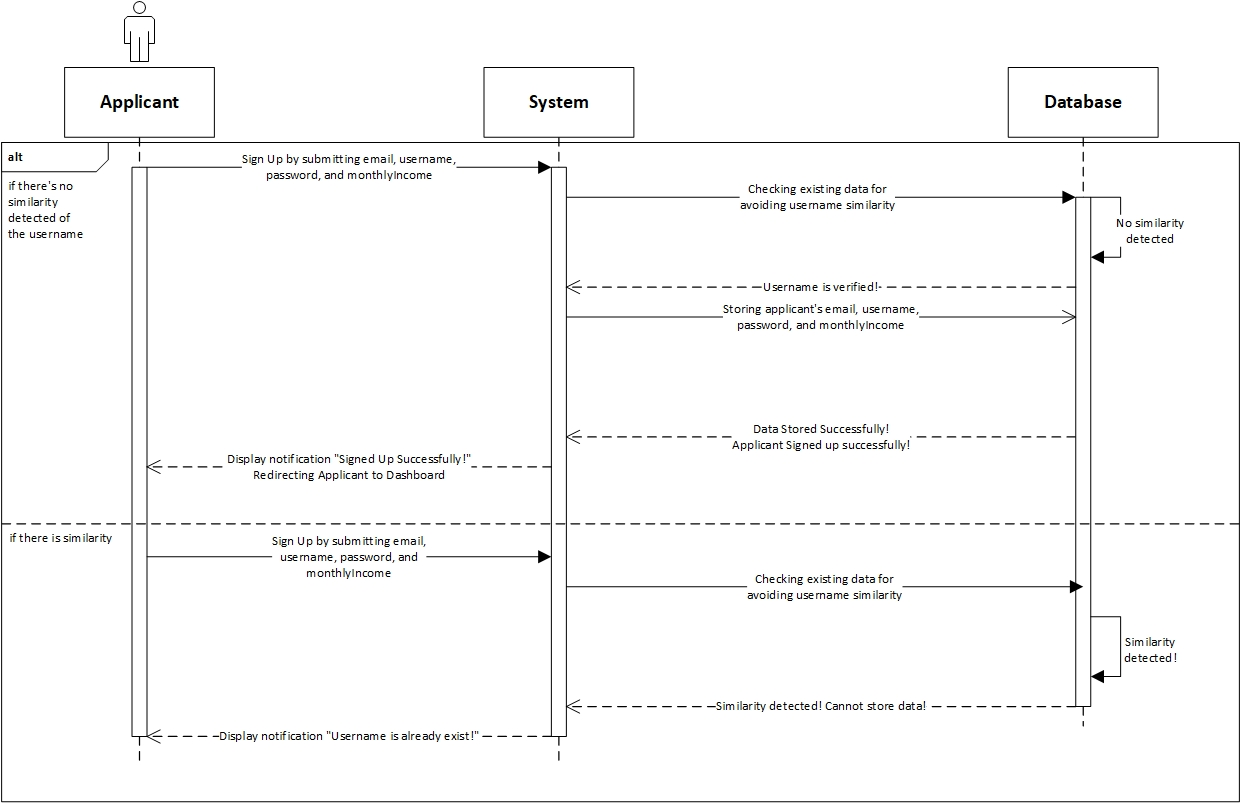 Applicant
System
Database
alt
if there's no
similarity
detected of
the username
Sign Up by submitting email, username,
password, and monthlyIncome
Checking existing data for
avoiding username similarity
No similarity
detected
Username is verified!
Storing applicant's email, username,
password, and monthlyIncome
Data Stored Successfully!
Applicant Signed up successfully!
Display notification "Signed Up Successfully!"
Redirecting Applicant to Dashboard
if there is similarity
Sign Up by submitting email,
username, password, and
monthlyIncome
Checking existing data for
avoiding username similarity
Similarity
detected!
Similarity detected! Cannot store data!
Display notification "Username is already exist!"